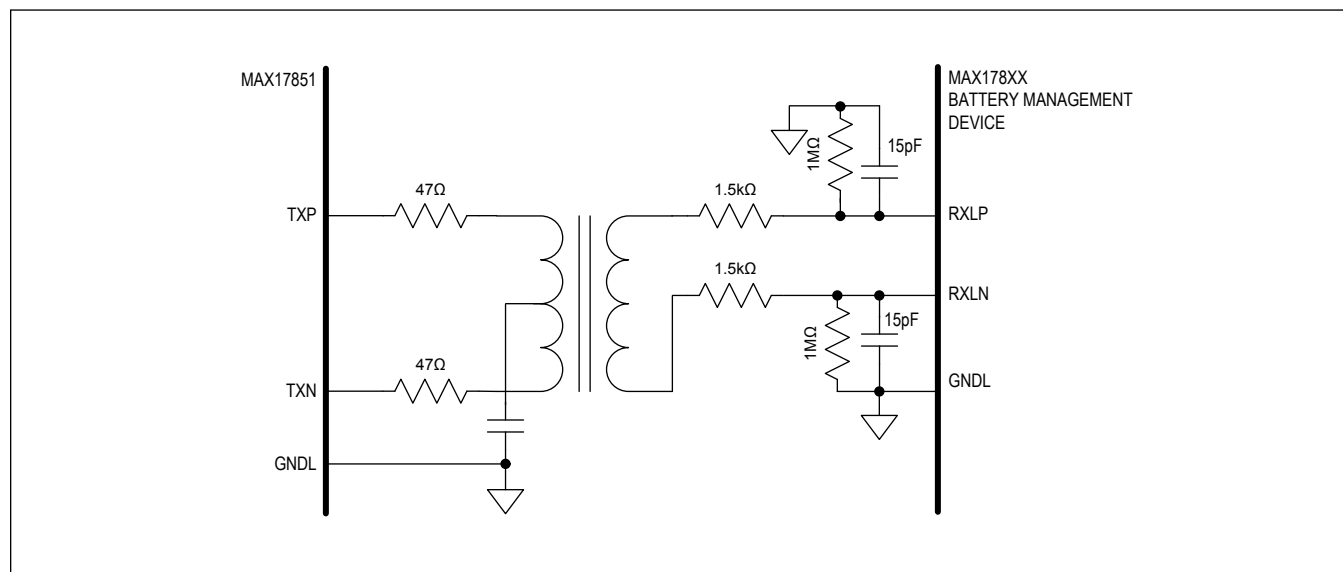 MAX17851
MAX178XX
BATTERY MANAGEMENT
DEVICE
1MΩ
15pF
47Ω
1.5kΩ
TXP
RXLP
1.5kΩ
RXLN
15pF
1MΩ
47Ω
TXN
GNDL
GNDL